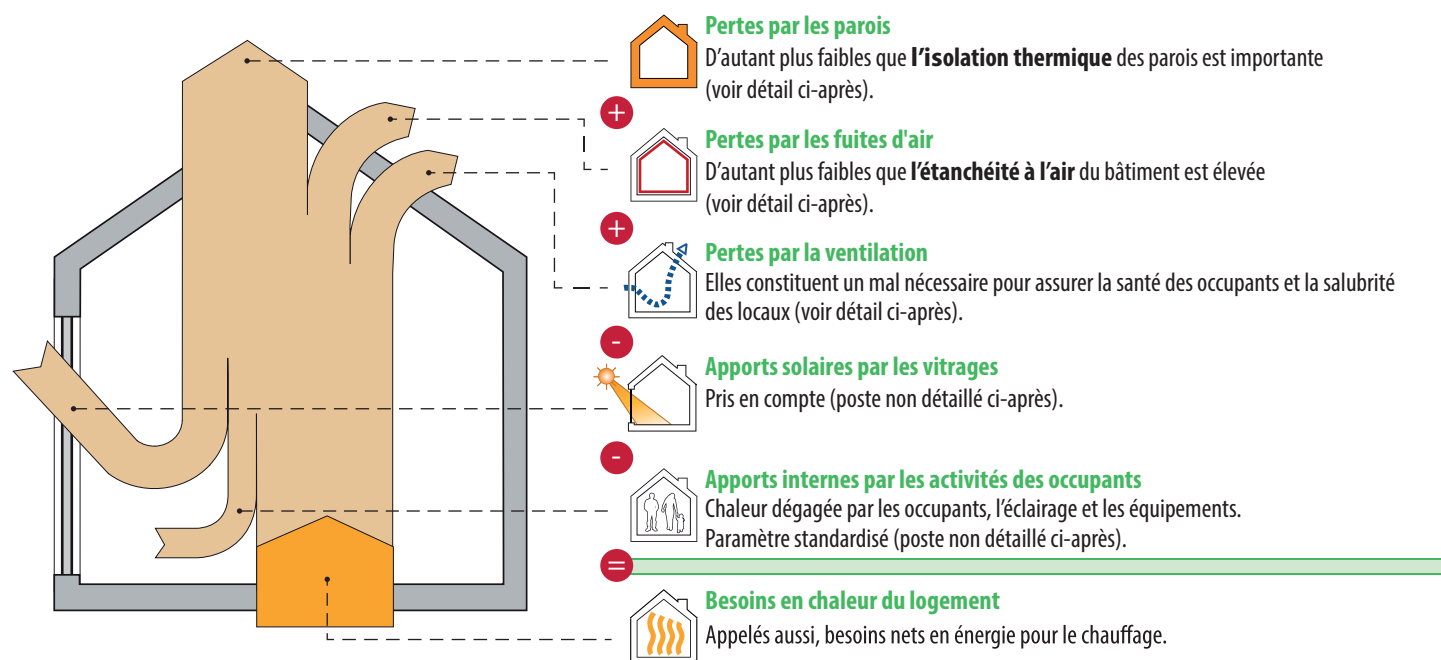 Pertes par les parois
D'autant plus faibles que l'isolation thermique des parois est importante
(voir détail ci-après).
+
Pertes par les fuites d'air
D'autant plus faibles que l'étanchéité à l'air du bâtiment est élevée
(voir détail ci-après).
+
Pertes par la ventilation
Elles constituent un mal nécessaire pour assurer la santé des occupants et la salubrité
des locaux (voir détail ci-après).
-
Apports solaires par les vitrages
Pris en compte (poste non détaillé ci-après).
-
Apports internes par les activités des occupants
Chaleur dégagée par les occupants, l'éclairage et les équipements.
Paramètre standardisé (poste non détaillé ci-après).
=
Besoins en chaleur du logement
Appelés aussi, besoins nets en énergie pour le chauffage.